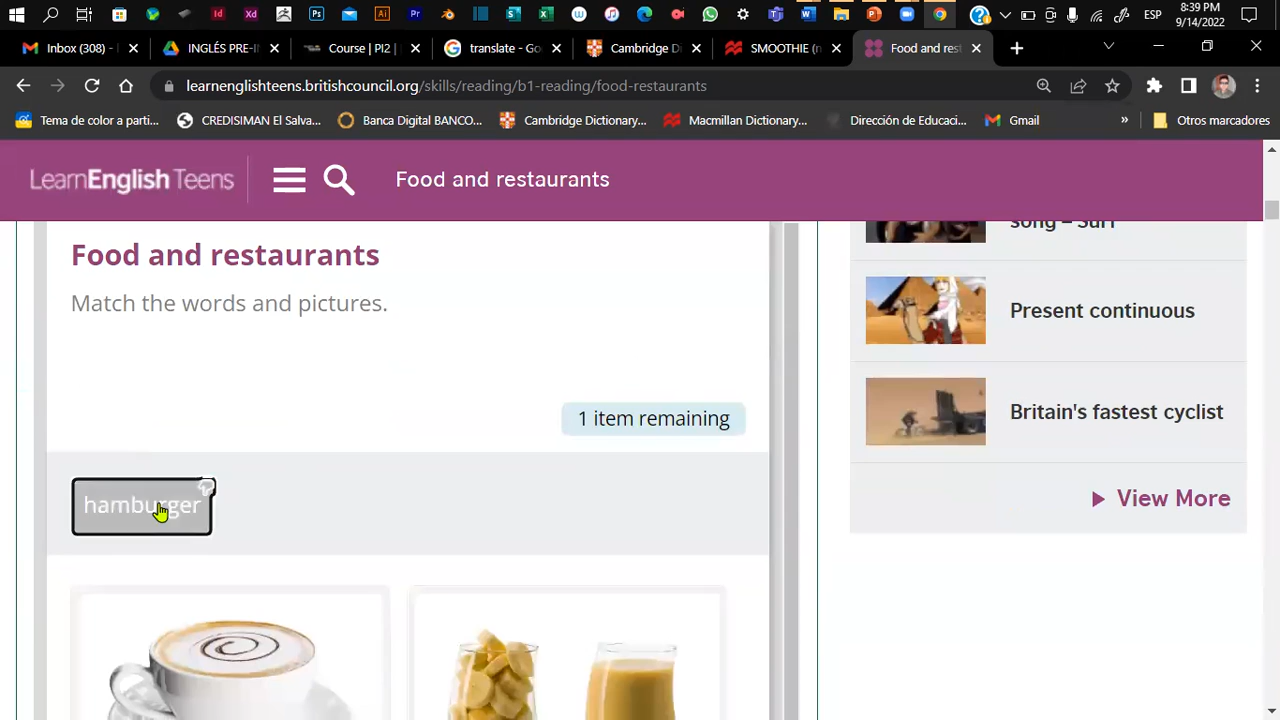 8:39 PM
ESP
9/14/2022
Inbox (308) -
INGLÉS PRE-I
Course | PI2 |
translate - Go
Cambridge D
SMOOTHIE (n
Food and rest
learnenglishteens.britishcouncil.org/skills/reading/b1-reading/food-restaurants
Tema de color a parti...
CREDISIMAN El Salva...
Banca Digital BANCO...
Cambridge Dictionary...
Macmillan Dictionary...
Dirección de Educaci...
Gmail
»
Otros marcadores
LearnEnglish Teens
Food and restaurants
Food and restaurants
Match the words and pictures.
1 item remaining
hamburger
song – Surf
Present continuous
Britain's fastest cyclist
View More